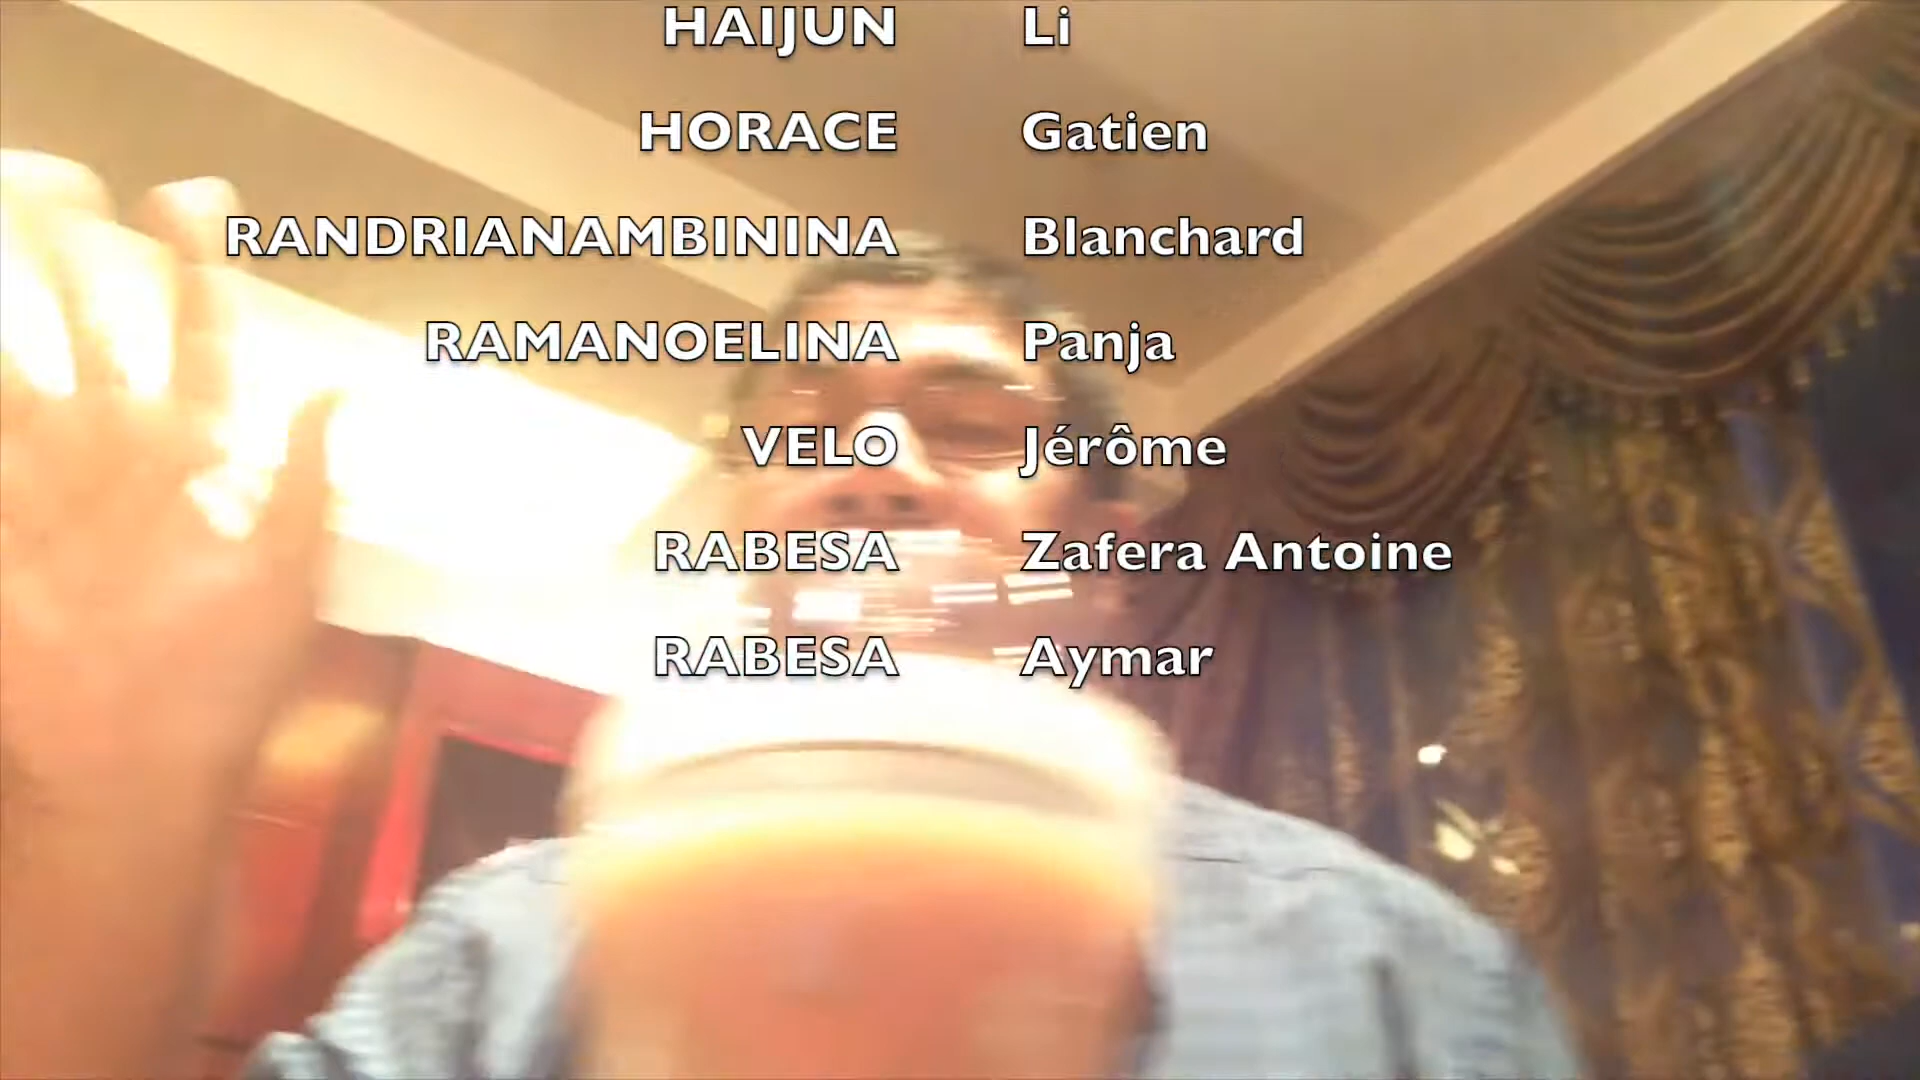 HAIJUN Li
HORACE Gatien
RANDRIANAMBININA Blanchard
RAMANOELINA Panja
VELO Jérôme
RABESA Zafera Antoine
RABESA Aymar